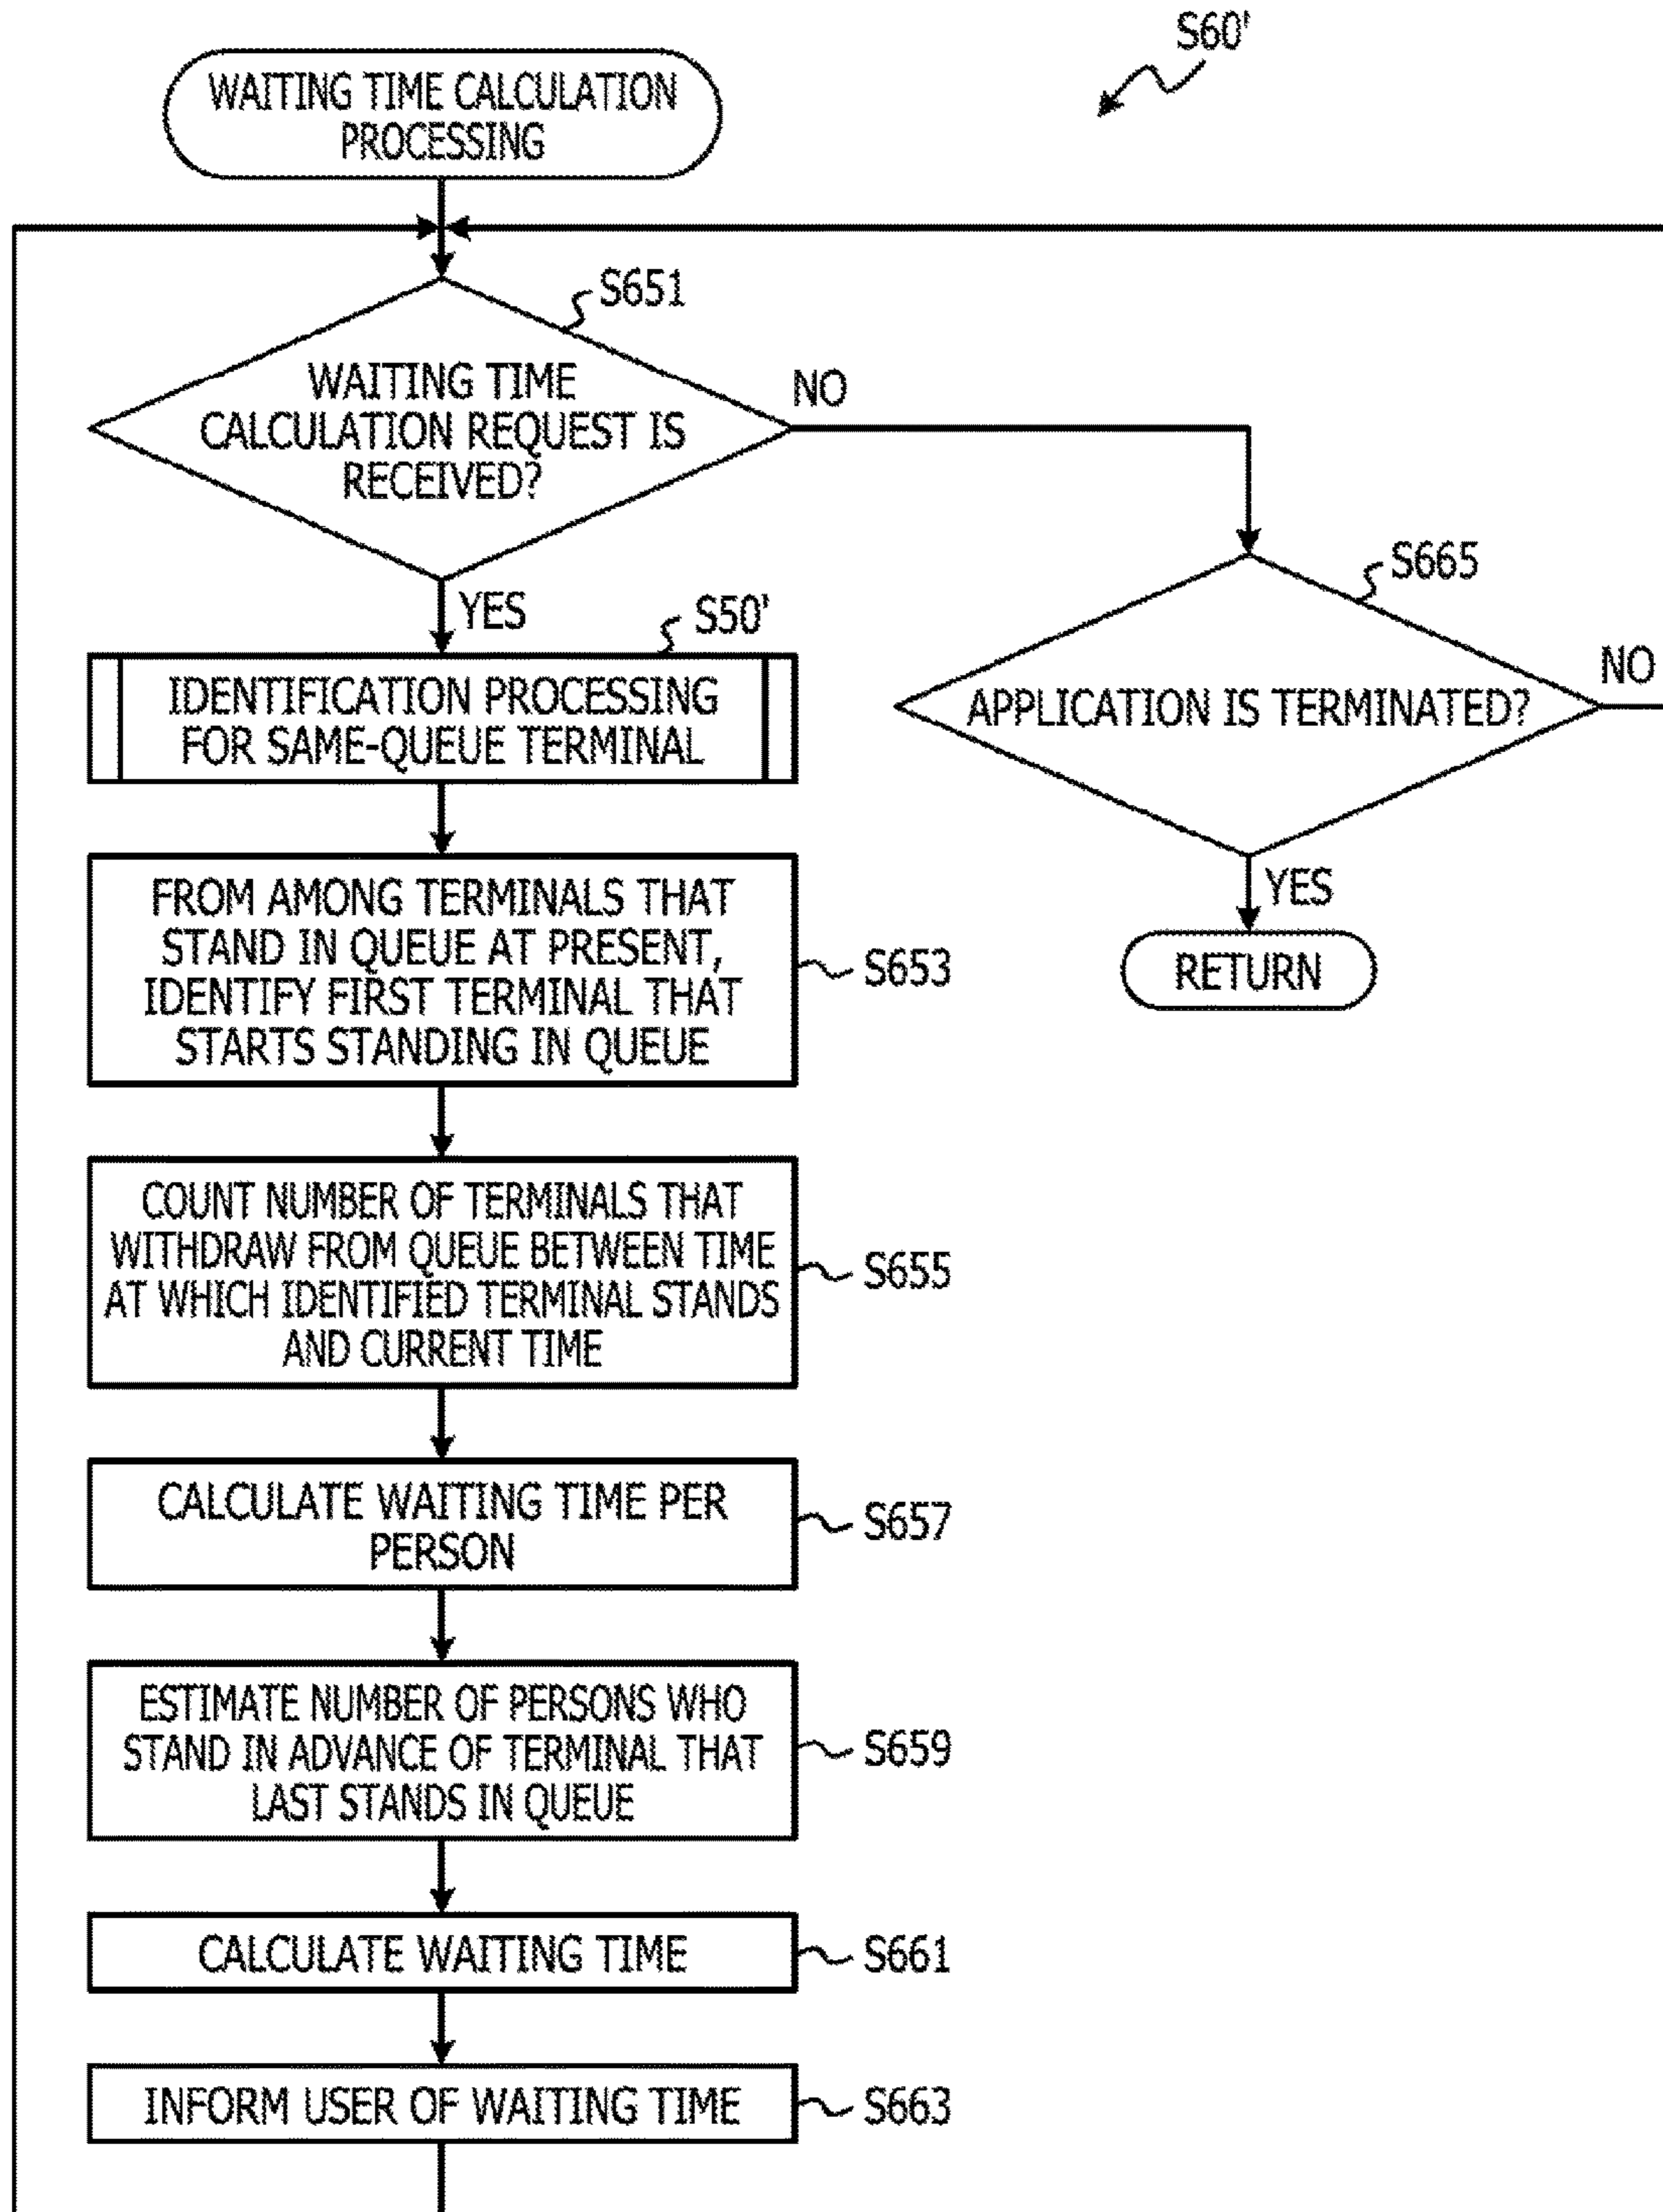 S60'
WAITING TIME CALCULATION
PROCESSING
S651
WAITING TIME
CALCULATION REQUEST IS
RECEIVED?
NO
YES
S665
APPLICATION IS TERMINATED?
NO
YES
RETURN
S50'
IDENTIFICATION PROCESSING
FOR SAME-QUEUE TERMINAL
FROM AMONG TERMINALS THAT
STAND IN QUEUE AT PRESENT,
IDENTIFY FIRST TERMINAL THAT
STARTS STANDING IN QUEUE
S653
COUNT NUMBER OF TERMINALS THAT
WITHDRAW FROM QUEUE BETWEEN TIME
AT WHICH IDENTIFIED TERMINAL STANDS
AND CURRENT TIME
S655
CALCULATE WAITING TIME PER
PERSON
S657
ESTIMATE NUMBER OF PERSONS WHO
STAND IN ADVANCE OF TERMINAL THAT
LAST STANDS IN QUEUE
S659
CALCULATE WAITING TIME
S661
INFORM USER OF WAITING TIME
S663